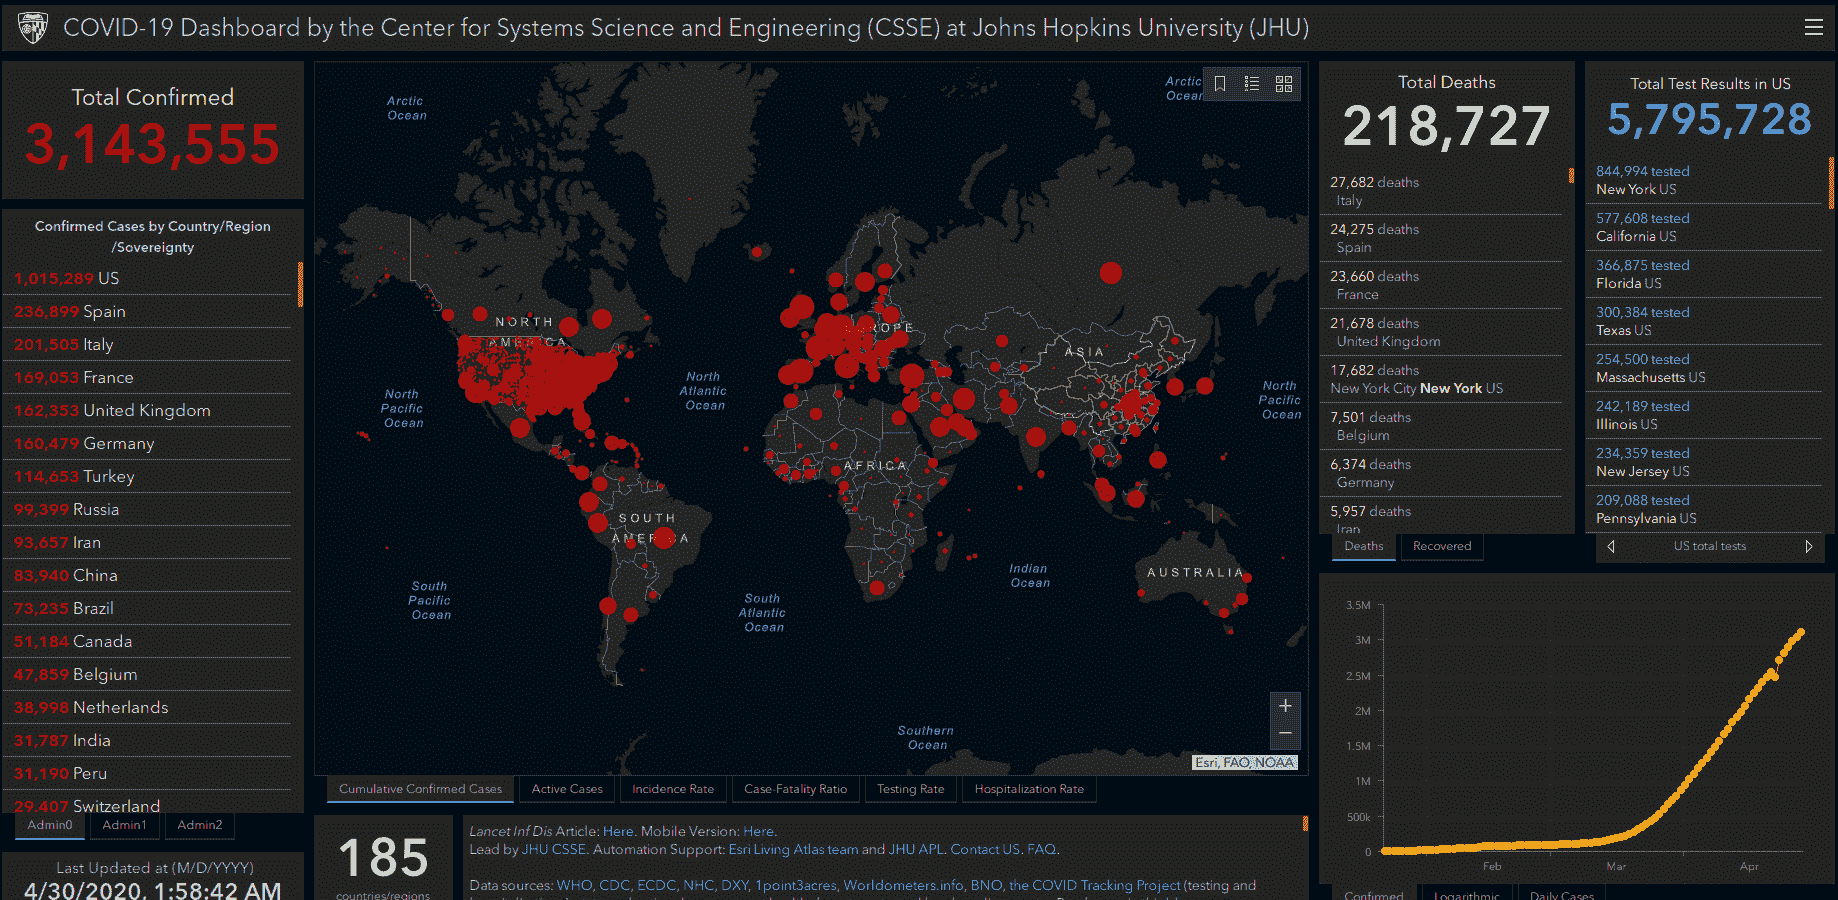 COVID-19 Dashboard by the Center for Systems Science and Engineering (CSSE) at Johns Hopkins University (JHU)
Total Confirmed
3,143,555
Confirmed Cases by Country/Region
/Sovereignty
1,015,289 US
236,899 Spain
201,505 Italy
169,053 France
162,353 United Kingdom
160,479 Germany
114,653 Turkey
99,399 Russia
93,657 Iran
83,940 China
73,235 Brazil
51,184 Canada
47,859 Belgium
38,998 Netherlands
31,787 India
31,190 Peru
29,407 Switzerland
Admin0 Admin1 Admin2
Last Updated at (M/D/YYYY)
4/30/2020, 1:58:42 AM
Arctic
Ocean
Arctic
Ocean
NORTH
AMERICA
EUROPE
ASIA
North
Pacific
Ocean
North
Atlantic
Ocean
North
Pacific
Ocean
AFRICA
SOUTH
AMERICA
Indian
Ocean
AUSTRALIA
South
Pacific
Ocean
South
Atlantic
Ocean
Southern
Ocean
+
−
Esri, FAO, NOAA
Cumulative Confirmed Cases Active Cases Incidence Rate Case-Fatality Ratio Testing Rate Hospitalization Rate
185
countries/regions
Lancet Inf Dis Article: Here. Mobile Version: Here.
Lead by JHU CSSE. Automation Support: Esri Living Atlas team and JHU APL. Contact US. FAQ.
Data sources: WHO, CDC, ECDC, NHC, DXY, 1point3acres, Worldometers.info, BNO, the COVID Tracking Project (testing and
Total Deaths
218,727
27,682 deaths
Italy
24,275 deaths
Spain
23,660 deaths
France
21,678 deaths
United Kingdom
17,682 deaths
New York City New York US
7,501 deaths
Belgium
6,374 deaths
Germany
5,957 deaths
Iran
Deaths Recovered
Total Test Results in US
5,795,728
844,994 tested
New York US
577,608 tested
California US
366,875 tested
Florida US
300,384 tested
Texas US
254,500 tested
Massachusetts US
242,189 tested
Illinois US
234,359 tested
New Jersey US
209,088 tested
Pennsylvania US
US total tests
3.5M
3M
2.5M
2M
1.5M
1M
500k
0
Feb Mar Apr
Confirmed Logarithmic Daily Cases